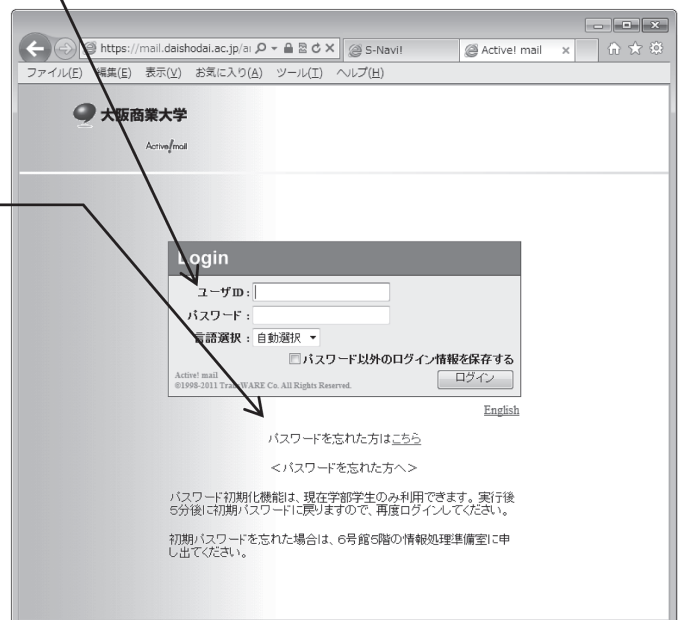 https://mail.daishodai.ac.jp/ar
S-Navi!
Active! mail
ファイル(F) 編集(E) 表示(V) お気に入り(A) ツール(T) ヘルプ(H)
大阪商業大学
Active!mail
Login
ユーザID:
パスワード:
言語選択: 自動選択
パスワード以外のログイン情報を保存する
Active! mail
©1998-2011 TransWARE Co. All Rights Reserved.
ログイン
English
パスワードを忘れた方はこちら
<パスワードを忘れた方へ>
パスワード初期化機能は、現在学部学生のみ利用できます。実行後
5分後に初期パスワードに戻りますので、再度ログインしてください。
初期パスワードを忘れた場合は、6号館5階の情報処理準備室に申
し出てください。